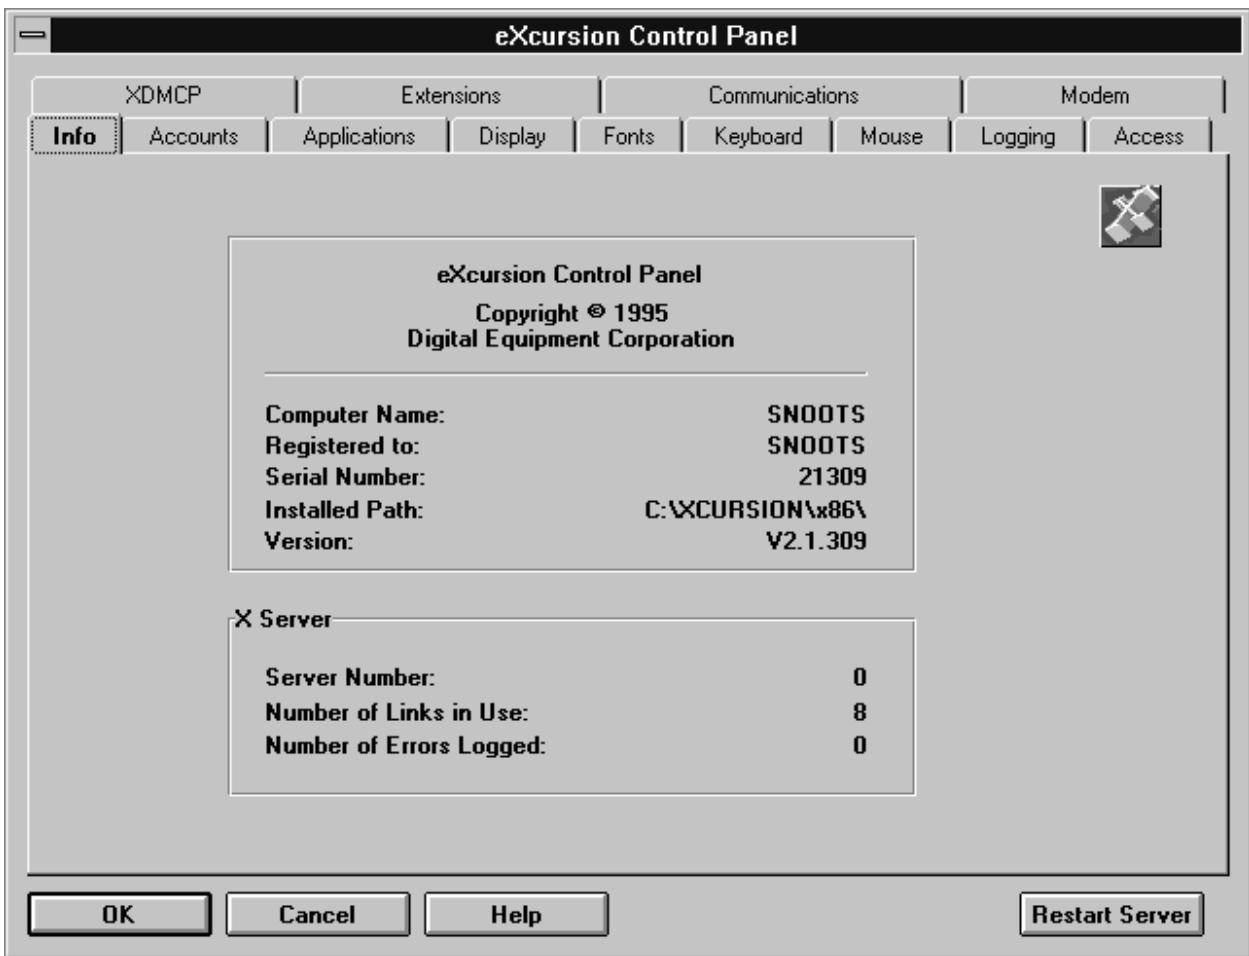 eXcursion Control Panel
XDMCP Extensions Communications Modem
Info Accounts Applications Display Fonts Keyboard Mouse Logging Access
eXcursion Control Panel
Copyright © 1995
Digital Equipment Corporation
Computer Name: SNOOTS
Registered to: SNOOTS
Serial Number: 21309
Installed Path: C:\XCURSION\x86\
Version: V2.1.309
X Server
Server Number: 0
Number of Links in Use: 8
Number of Errors Logged: 0
OK Cancel Help Restart Server